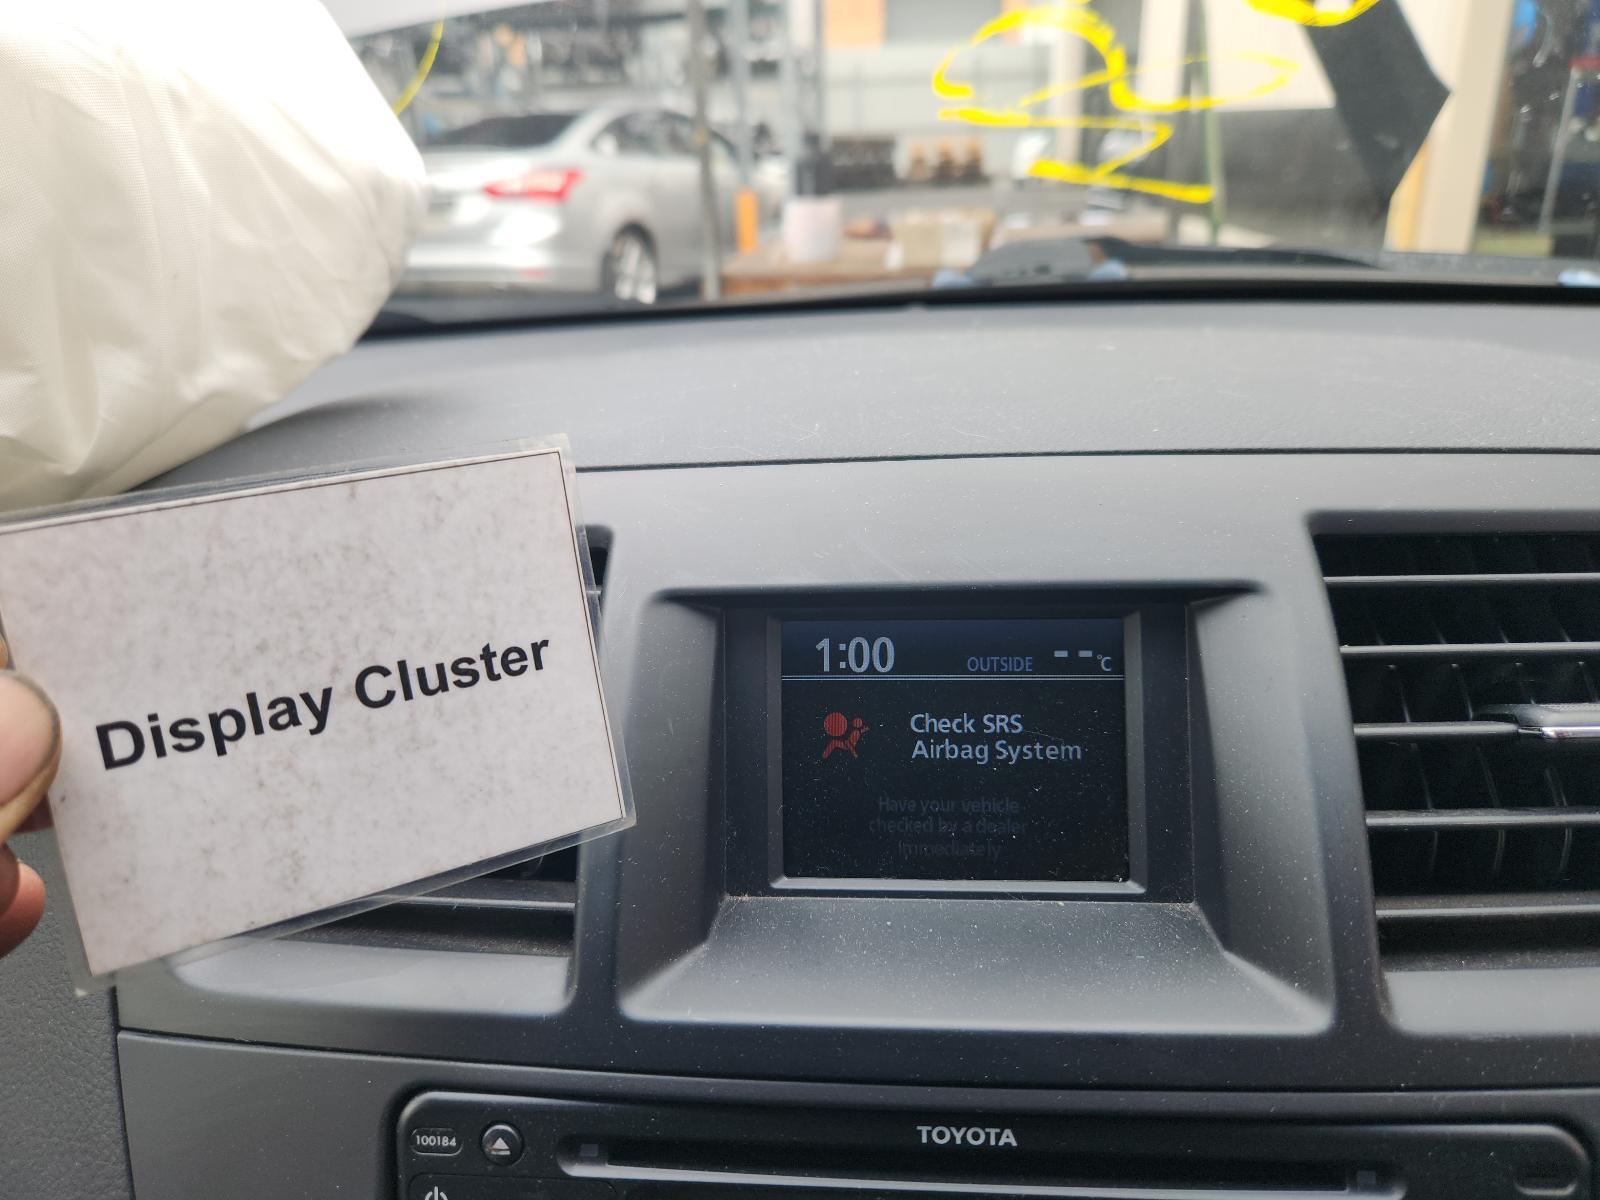 Display Cluster
1:00 OUTSIDE --°C
Check SRS
Airbag System
Have your vehicle
checked by a dealer
immediately
TOYOTA
100184